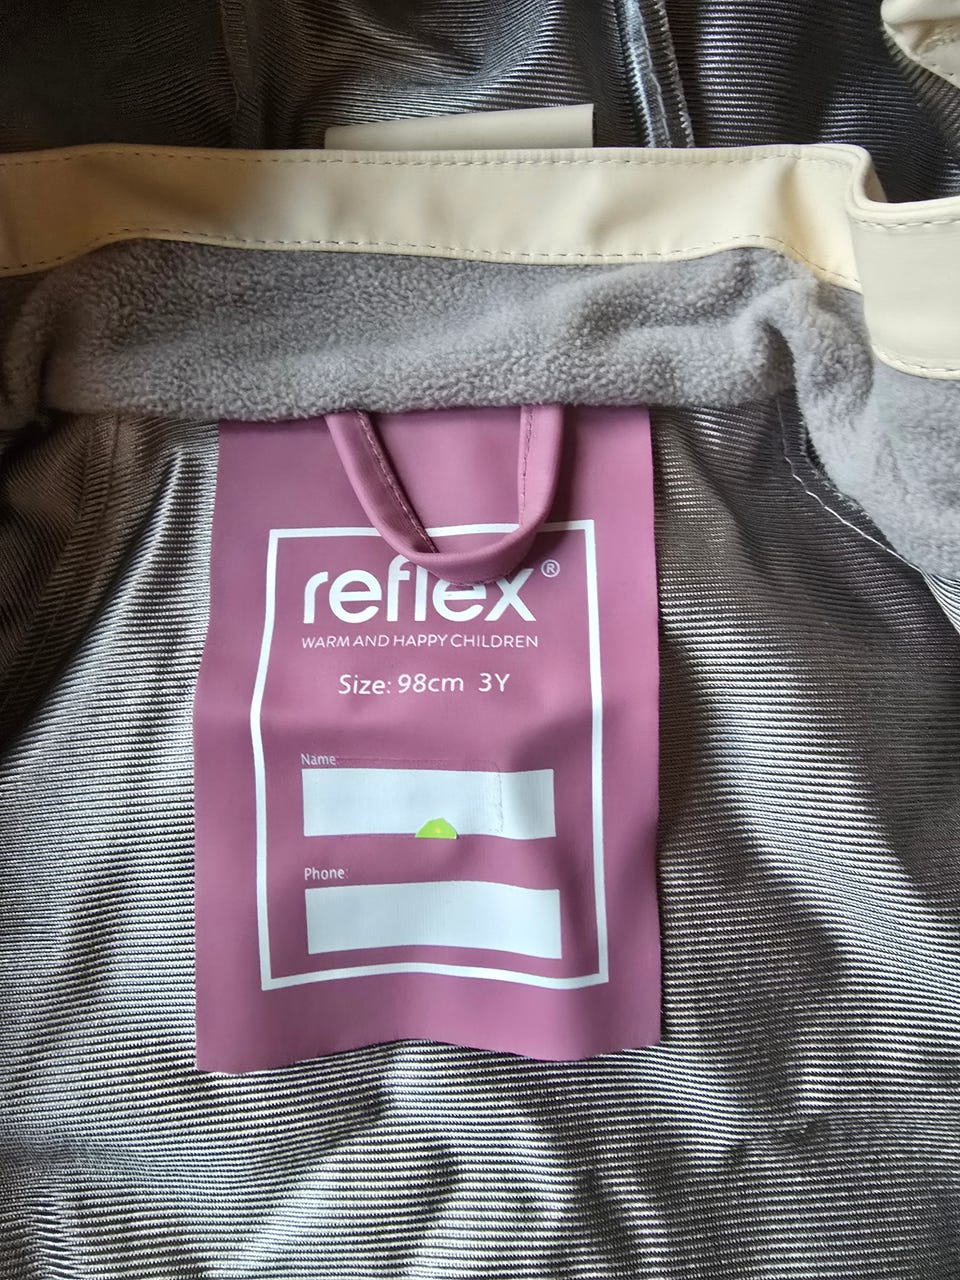 reflex®
WARM AND HAPPY CHILDREN
Size: 98cm 3Y
Name:
Phone: